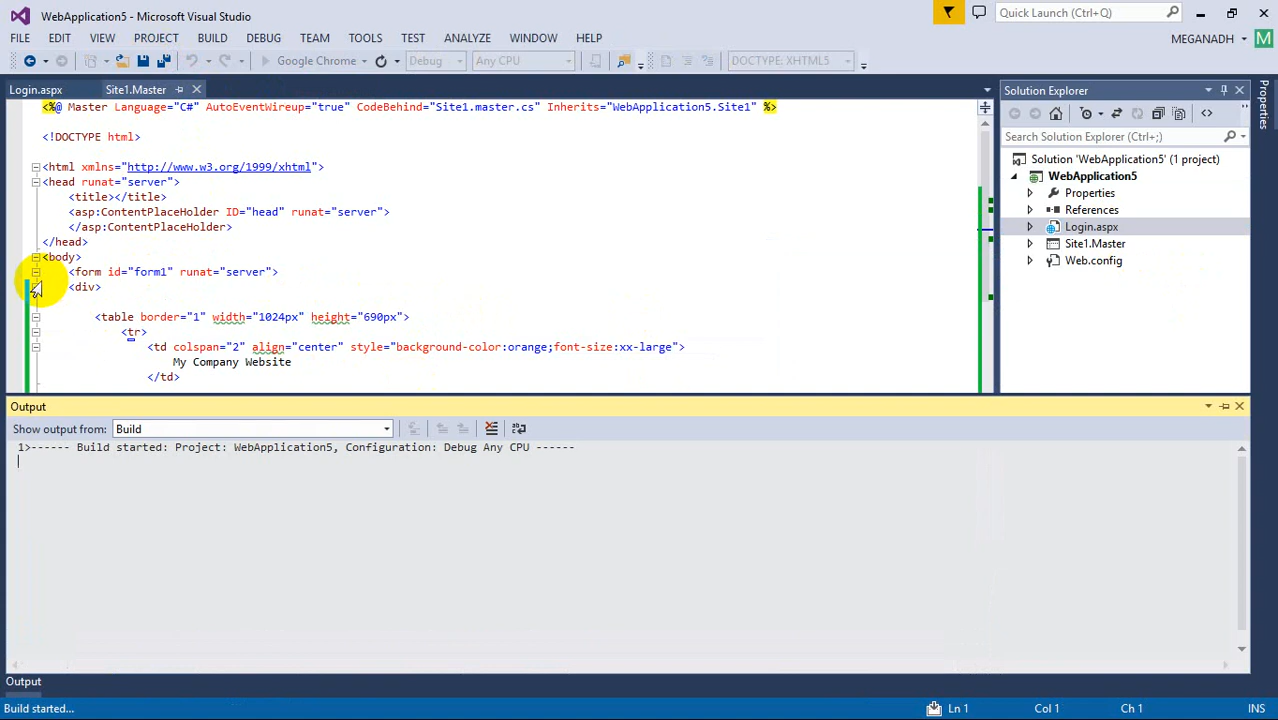 WebApplication5 - Microsoft Visual Studio
Quick Launch (Ctrl+Q)
FILE EDIT VIEW PROJECT BUILD DEBUG TEAM TOOLS TEST ANALYZE WINDOW HELP
MEGANADH M
Google Chrome Debug Any CPU DOCTYPE: XHTML5
Login.aspx Site1.Master
<%@ Master Language="C#" AutoEventWireup="true" CodeBehind="Site1.master.cs" Inherits="WebApplication5.Site1" %>
<!DOCTYPE html>
<html xmlns="http://www.w3.org/1999/xhtml">
<head runat="server">
<title></title>
<asp:ContentPlaceHolder ID="head" runat="server">
</asp:ContentPlaceHolder>
</head>
<body>
<form id="form1" runat="server">
<div>
<table border="1" width="1024px" height="690px">
<tr>
<td colspan="2" align="center" style="background-color:orange;font-size:xx-large">
My Company Website
</td>
Solution Explorer
Search Solution Explorer (Ctrl+;)
Solution 'WebApplication5' (1 project)
WebApplication5
Properties
References
Login.aspx
Site1.Master
Web.config
Properties
Output
Show output from: Build
1>------ Build started: Project: WebApplication5, Configuration: Debug Any CPU ------
Output
Build started... Ln 1 Col 1 Ch 1 INS